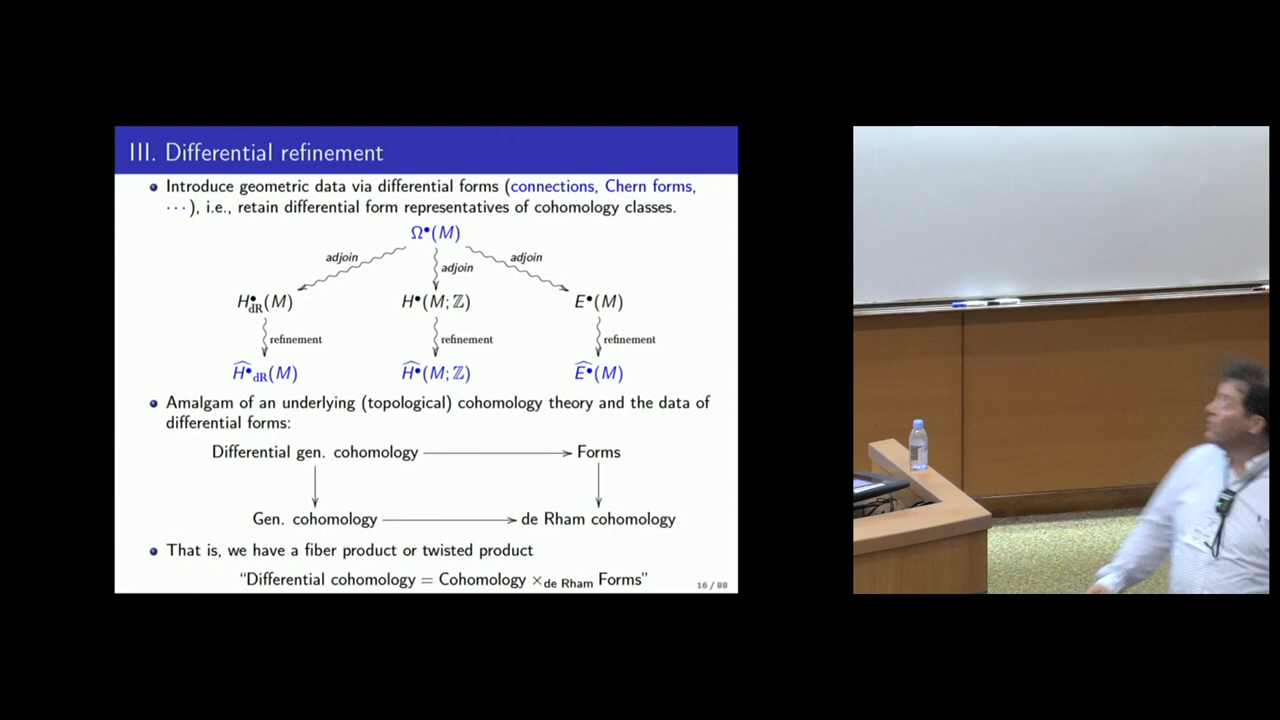 III. Differential refinement
Introduce geometric data via differential forms (connections, Chern forms,
⋯), i.e., retain differential form representatives of cohomology classes.
Ω•(M)
adjoin adjoin adjoin
H•dR(M) H•(M;ℤ) E•(M)
refinement refinement refinement
Ĥ•dR(M) Ĥ•(M;ℤ) Ê•(M)
Amalgam of an underlying (topological) cohomology theory and the data of
differential forms:
Differential gen. cohomology Forms
Gen. cohomology de Rham cohomology
That is, we have a fiber product or twisted product
“Differential cohomology = Cohomology ×de Rham Forms”
16 / 88